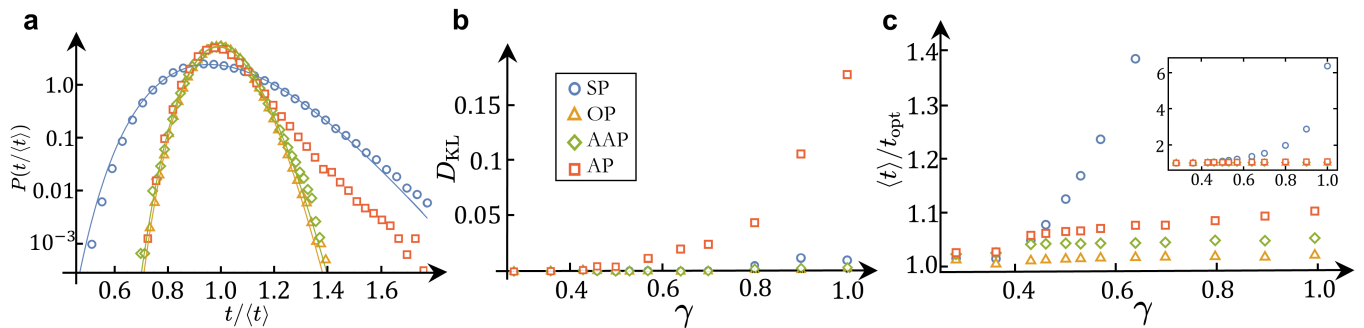 a
P(t/⟨t⟩)
1.0
0.1
0.01
10⁻³
0.6 0.8 1.0 1.2 1.4 1.6
t/⟨t⟩
b
D_KL
0.15
0.10
0.05
SP
OP
AAP
AP
0.4 0.6 0.8 1.0
γ
c
⟨t⟩/t_opt
1.4
1.3
1.2
1.1
1.0
0.4 0.6 0.8 1.0
γ
6
4
2
0.4 0.6 0.8 1.0